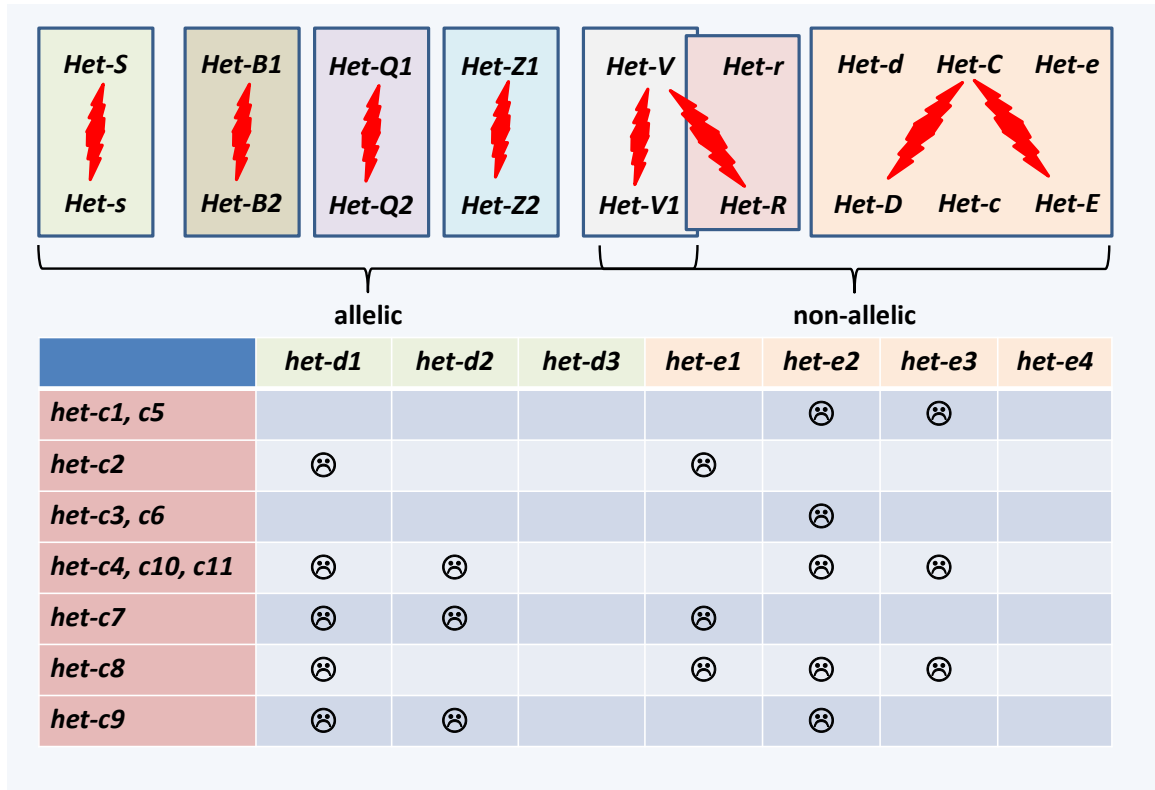 Het-S Het-B1 Het-Q1 Het-Z1 Het-V Het-r Het-d Het-C Het-e
Het-s Het-B2 Het-Q2 Het-Z2 Het-V1 Het-R Het-D Het-c Het-E
allelic non-allelic
het-d1 het-d2 het-d3 het-e1 het-e2 het-e3 het-e4
het-c1, c5 ☹ ☹
het-c2 ☹ ☹
het-c3, c6 ☹
het-c4, c10, c11 ☹ ☹ ☹ ☹
het-c7 ☹ ☹ ☹
het-c8 ☹ ☹ ☹ ☹
het-c9 ☹ ☹ ☹